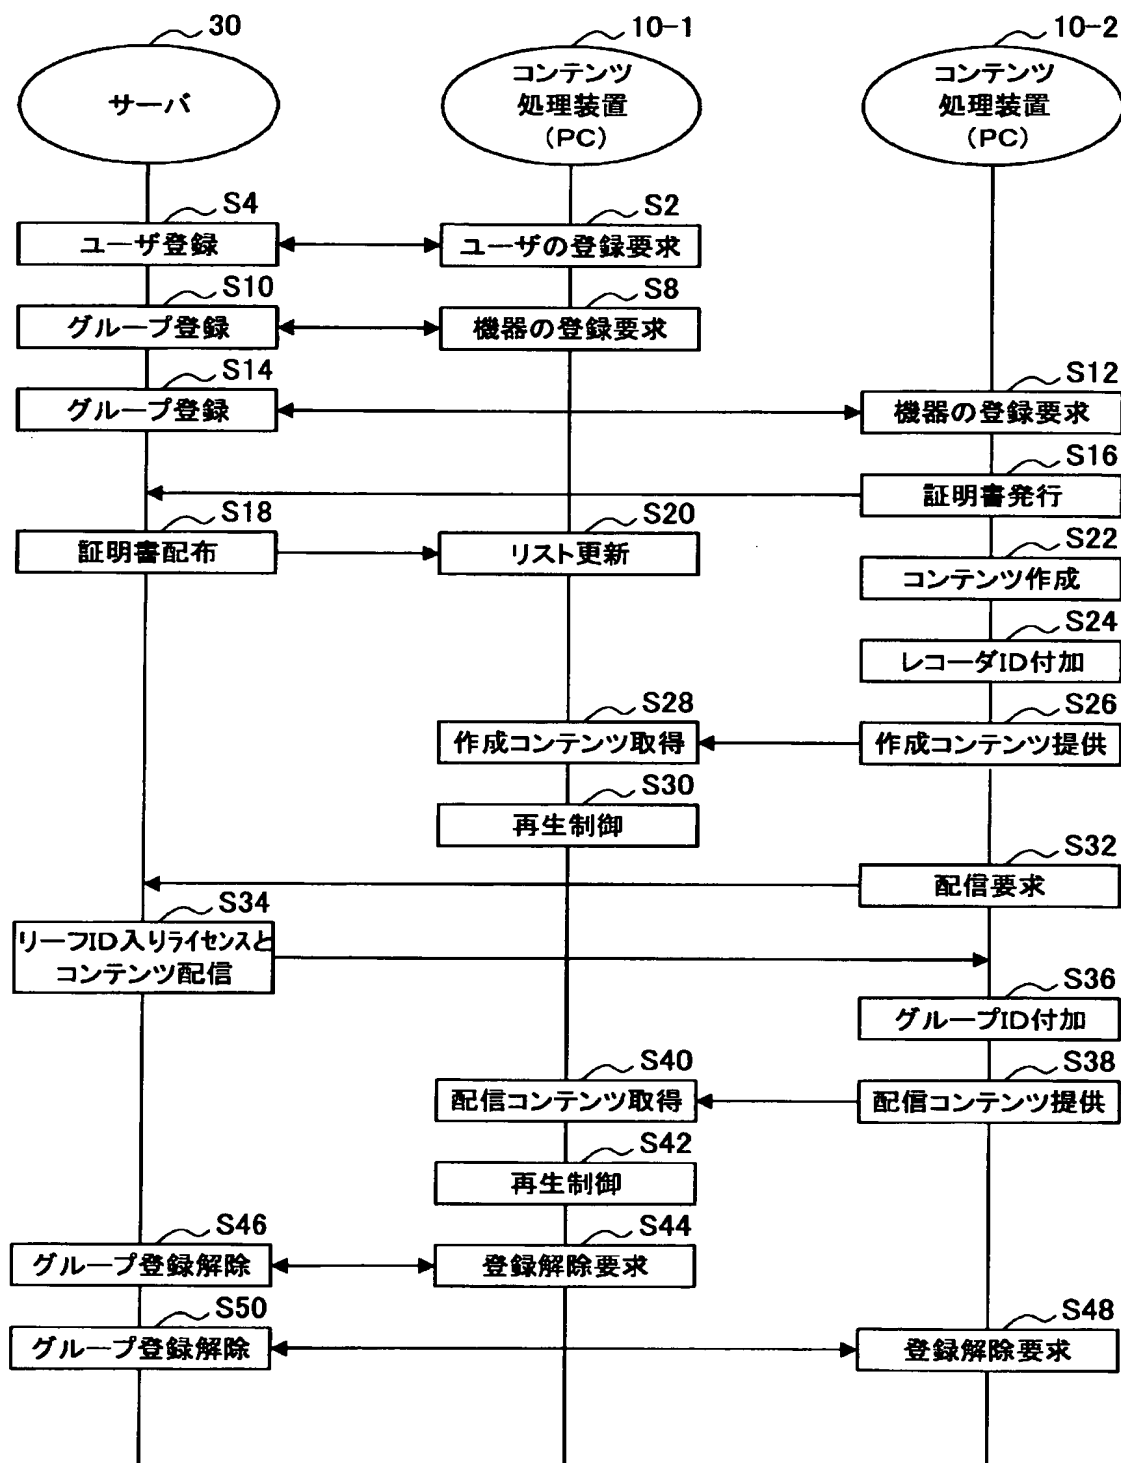 30
10-1
10-2
サーバ
コンテンツ
処理装置
(PC)
コンテンツ
処理装置
(PC)
S4
S2
ユーザ登録
ユーザの登録要求
S10
S8
グループ登録
機器の登録要求
S14
S12
グループ登録
機器の登録要求
S16
証明書発行
S18
S20
証明書配布
リスト更新
S22
コンテンツ作成
S24
レコーダID付加
S28
S26
作成コンテンツ取得
作成コンテンツ提供
S30
再生制御
S32
配信要求
S34
リーフID入りライセンスと
コンテンツ配信
S36
グループID付加
S40
S38
配信コンテンツ取得
配信コンテンツ提供
S42
再生制御
S46
S44
グループ登録解除
登録解除要求
S50
S48
グループ登録解除
登録解除要求